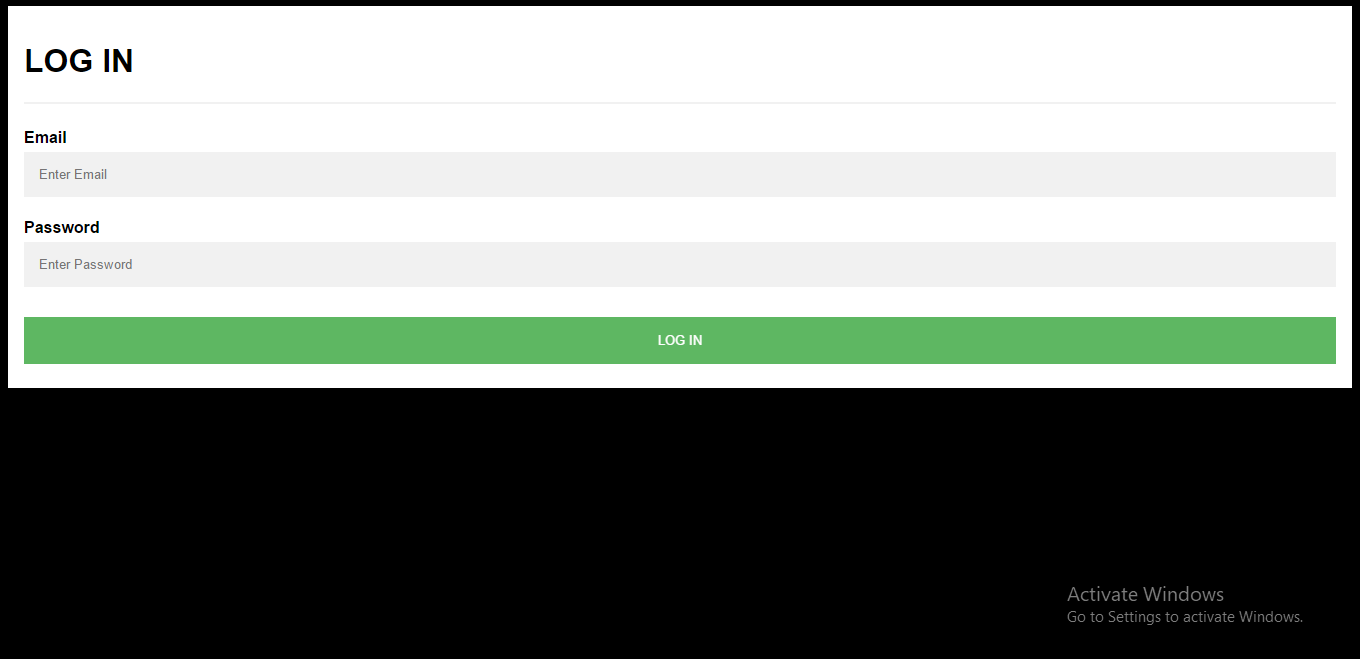 LOG IN
Email
Enter Email
Password
Enter Password
LOG IN
Activate Windows
Go to Settings to activate Windows.